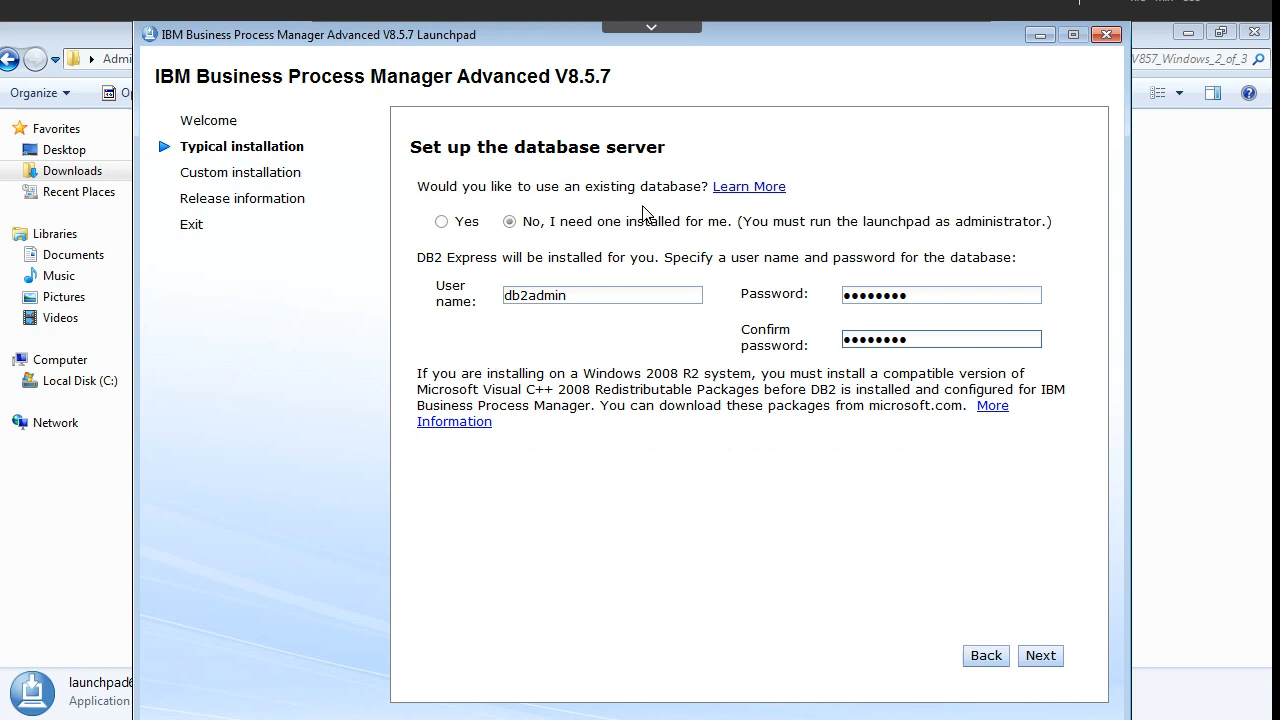 IBM Business Process Manager Advanced V8.5.7 Launchpad
Admi
V857_Windows_2_of_3
Organize
Op
Favorites
Desktop
Downloads
Recent Places
Libraries
Documents
Music
Pictures
Videos
Computer
Local Disk (C:)
Network
launchpad6
Application
IBM Business Process Manager Advanced V8.5.7
Welcome
Typical installation
Custom installation
Release information
Exit
Set up the database server
Would you like to use an existing database? Learn More
Yes
No, I need one installed for me. (You must run the launchpad as administrator.)
DB2 Express will be installed for you. Specify a user name and password for the database:
User name:
db2admin
Password:
••••••••
Confirm password:
••••••••
If you are installing on a Windows 2008 R2 system, you must install a compatible version of
Microsoft Visual C++ 2008 Redistributable Packages before DB2 is installed and configured for IBM
Business Process Manager. You can download these packages from microsoft.com. More
Information
Back
Next